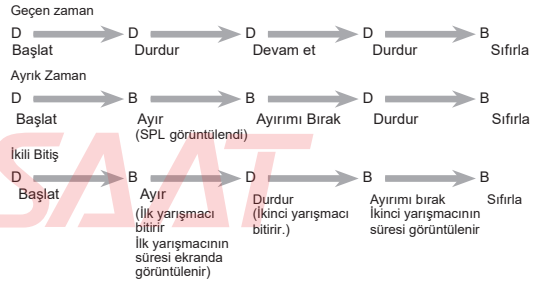 Geçen zaman
D D D D B
Başlat Durdur Devam et Durdur Sıfırla
Ayrık Zaman
D B B D B
Başlat Ayır Ayırımı Bırak Durdur Sıfırla
(SPL görüntülendi)
İkili Bitiş
D B D B B
Başlat Ayır Durdur Ayırımı bırak Sıfırla
(İlk yarışmacı (İkinci yarışmacı İkinci yarışmacının
bitirir bitirir.) süresi görüntülenir
İlk yarışmacının
süresi ekranda
görüntülenir)
SAAT